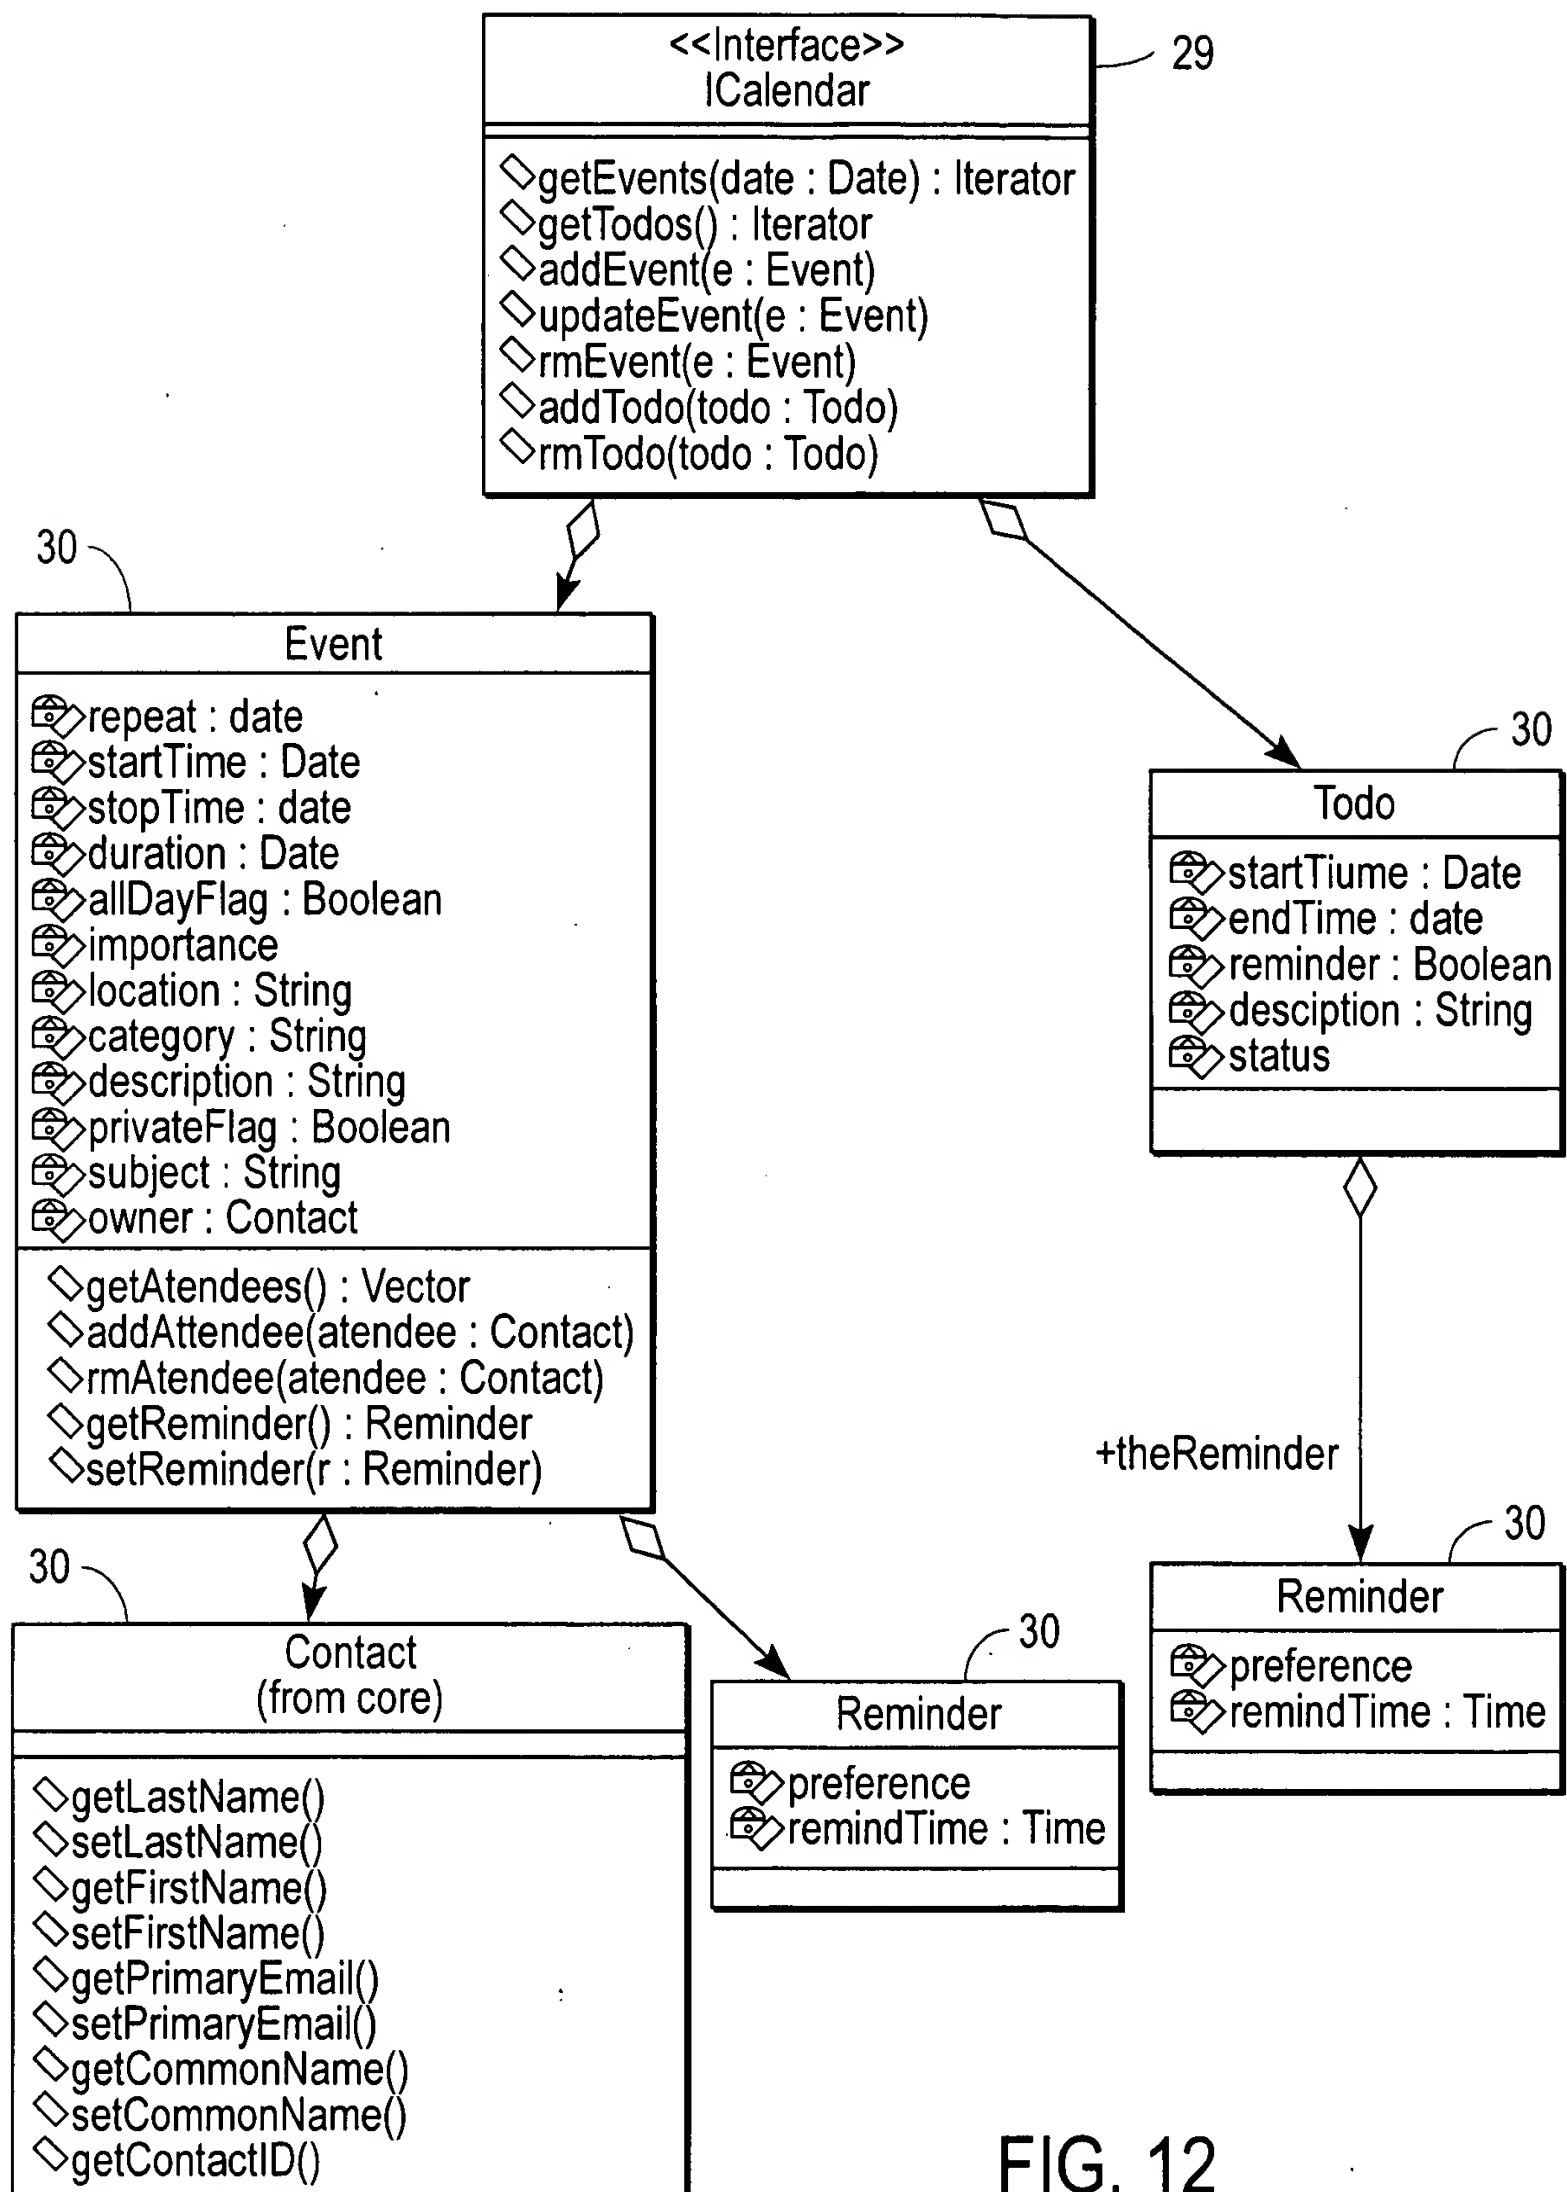 <<Interface>>
ICalendar
29
getEvents(date : Date) : Iterator
getTodos() : Iterator
addEvent(e : Event)
updateEvent(e : Event)
rmEvent(e : Event)
addTodo(todo : Todo)
rmTodo(todo : Todo)
30
Event
repeat : date
startTime : Date
stopTime : date
duration : Date
allDayFlag : Boolean
importance
location : String
category : String
description : String
privateFlag : Boolean
subject : String
owner : Contact
getAtendees() : Vector
addAttendee(atendee : Contact)
rmAtendee(atendee : Contact)
getReminder() : Reminder
setReminder(r : Reminder)
30
Todo
startTiume : Date
endTime : date
reminder : Boolean
desciption : String
status
+theReminder
30
Contact
(from core)
getLastName()
setLastName()
getFirstName()
setFirstName()
getPrimaryEmail()
setPrimaryEmail()
getCommonName()
setCommonName()
getContactID()
30
Reminder
preference
remindTime : Time
30
Reminder
preference
remindTime : Time
FIG. 12